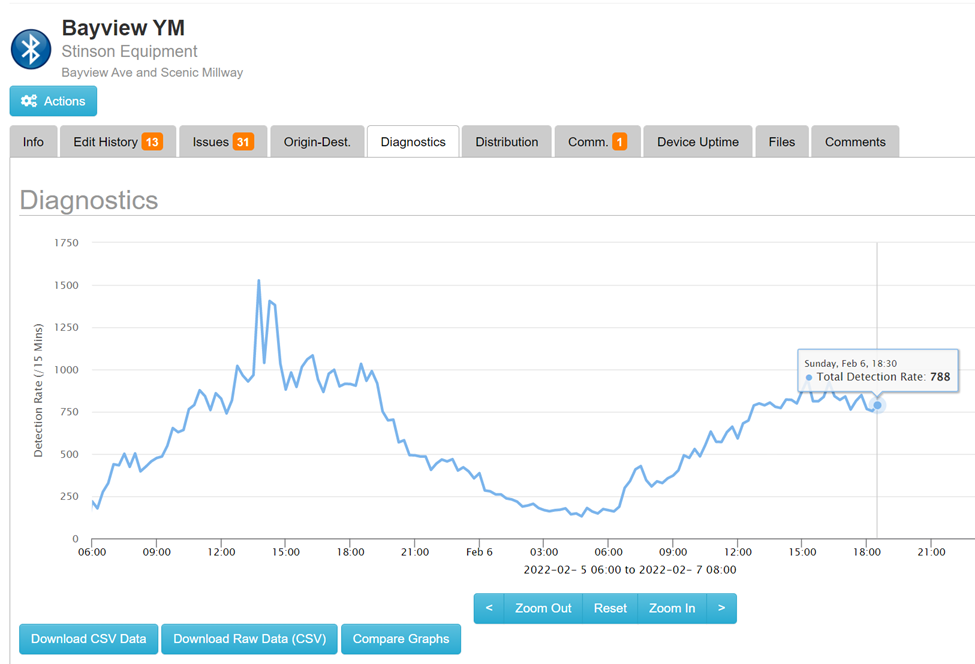 Bayview YM
Stinson Equipment
Bayview Ave and Scenic Millway
Actions
Info Edit History 13 Issues 31 Origin-Dest. Diagnostics Distribution Comm. 1 Device Uptime Files Comments
Diagnostics
Detection Rate (/ 15 Mins)
1750
1500
1250
1000
750
500
250
0
Sunday, Feb 6, 18:30
Total Detection Rate: 788
06:00 09:00 12:00 15:00 18:00 21:00 Feb 6 03:00 06:00 09:00 12:00 15:00 18:00 21:00
2022-02- 5 06:00 to 2022-02- 7 08:00
< Zoom Out Reset Zoom In >
Download CSV Data Download Raw Data (CSV) Compare Graphs